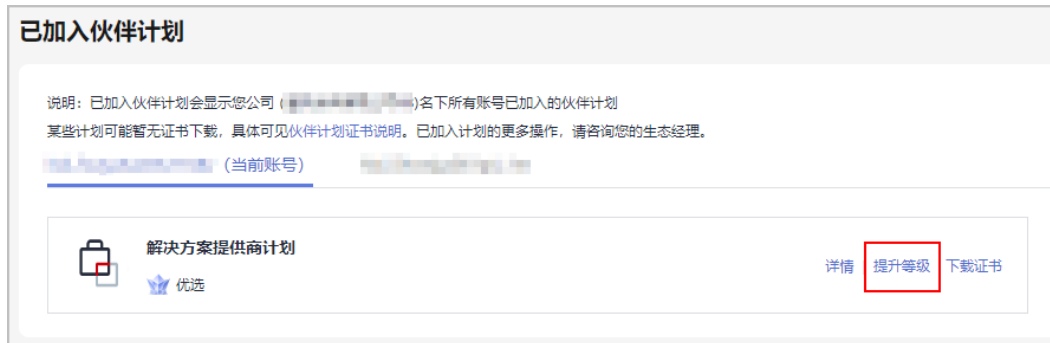 已加入伙伴计划
说明：已加入伙伴计划会显示您公司 ( )名下所有账号已加入的伙伴计划
某些计划可能暂无证书下载，具体可见伙伴计划证书说明。已加入计划的更多操作，请咨询您的生态经理。
（当前账号）
解决方案提供商计划
优选
详情 提升等级 下载证书